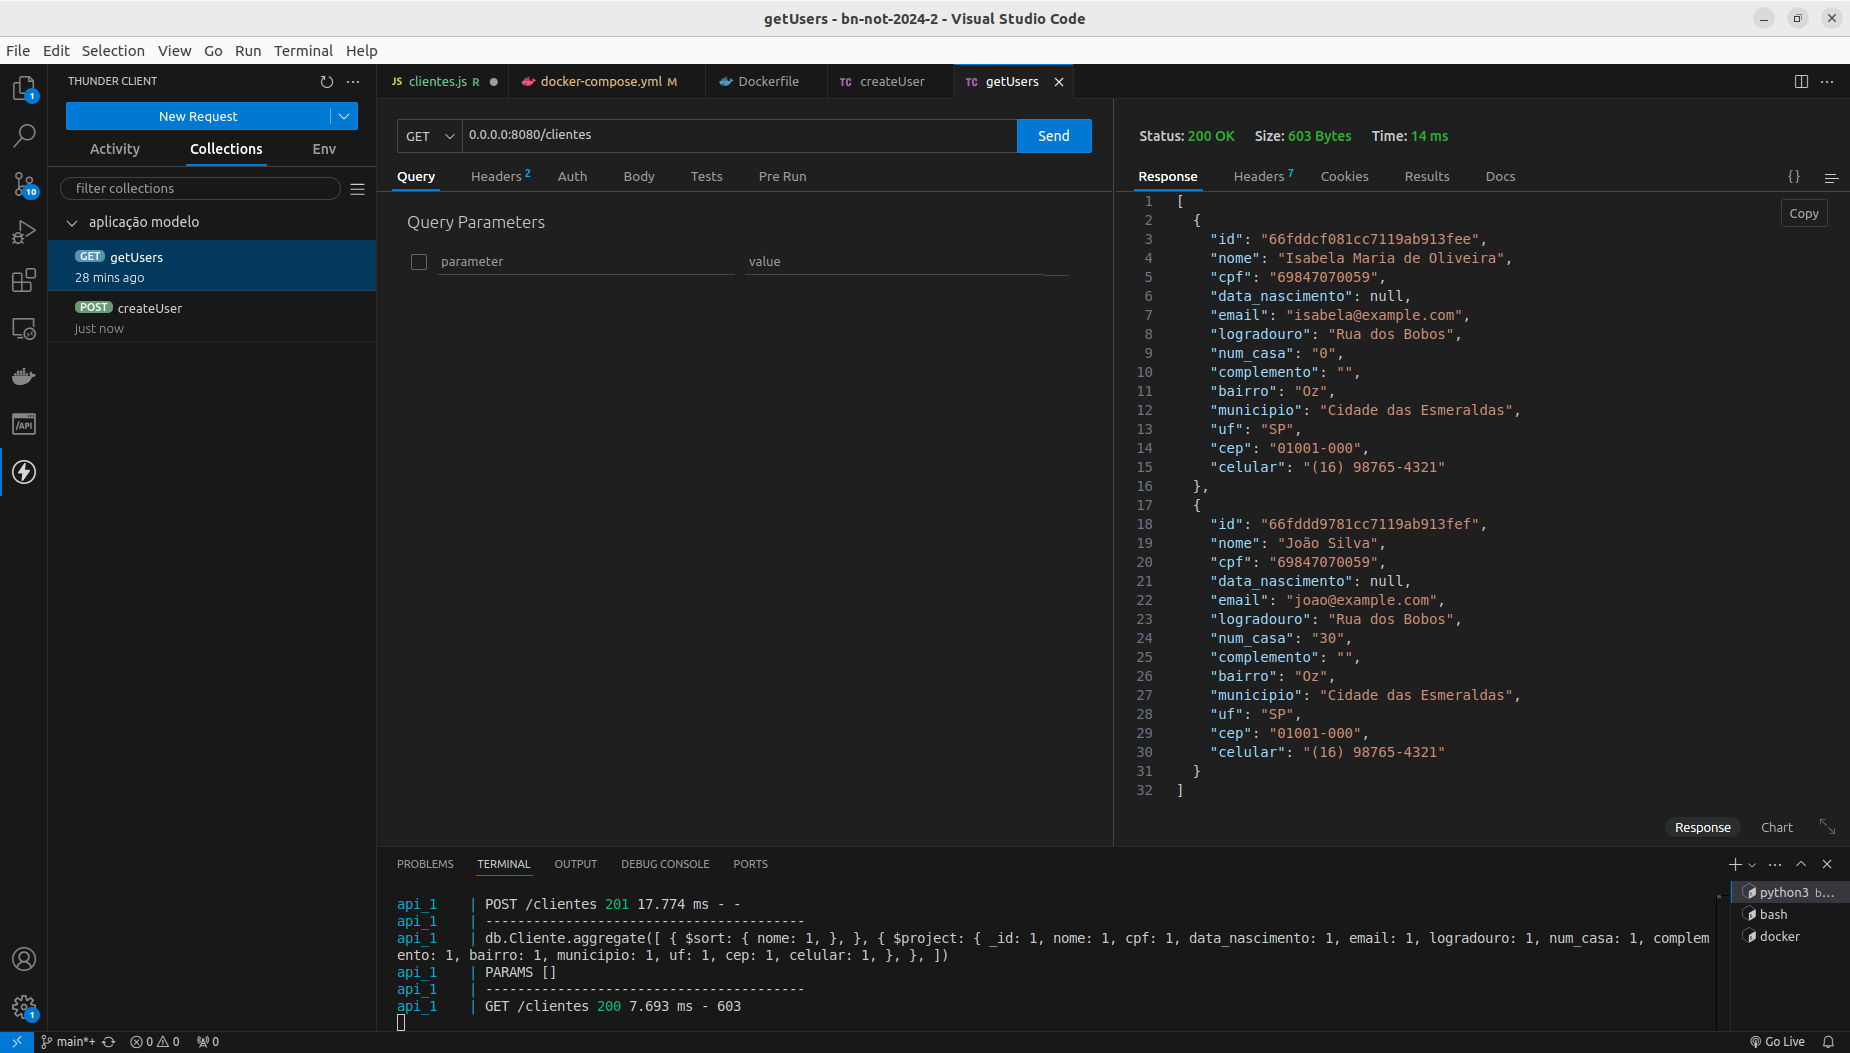 getUsers - bn-not-2024-2 - Visual Studio Code
File Edit Selection View Go Run Terminal Help
THUNDER CLIENT
New Request
Activity Collections Env
filter collections
aplicação modelo
GET getUsers
28 mins ago
POST createUser
just now
1
10
/API
1
JS clientes.js R
docker-compose.yml M
Dockerfile
TC createUser
TC getUsers
GET 0.0.0.0:8080/clientes Send
Query Headers 2 Auth Body Tests Pre Run
Query Parameters
parameter value
Status: 200 OK Size: 603 Bytes Time: 14 ms
Response Headers 7 Cookies Results Docs {}
Copy
1 [
2 {
3 "id": "66fddcf081cc7119ab913fee",
4 "nome": "Isabela Maria de Oliveira",
5 "cpf": "69847070059",
6 "data_nascimento": null,
7 "email": "isabela@example.com",
8 "logradouro": "Rua dos Bobos",
9 "num_casa": "0",
10 "complemento": "",
11 "bairro": "Oz",
12 "municipio": "Cidade das Esmeraldas",
13 "uf": "SP",
14 "cep": "01001-000",
15 "celular": "(16) 98765-4321"
16 },
17 {
18 "id": "66fddd9781cc7119ab913fef",
19 "nome": "João Silva",
20 "cpf": "69847070059",
21 "data_nascimento": null,
22 "email": "joao@example.com",
23 "logradouro": "Rua dos Bobos",
24 "num_casa": "30",
25 "complemento": "",
26 "bairro": "Oz",
27 "municipio": "Cidade das Esmeraldas",
28 "uf": "SP",
29 "cep": "01001-000",
30 "celular": "(16) 98765-4321"
31 }
32 ]
Response Chart
PROBLEMS TERMINAL OUTPUT DEBUG CONSOLE PORTS
api_1 | POST /clientes 201 17.774 ms - -
api_1 | ----------------------------------------
api_1 | db.Cliente.aggregate([ { $sort: { nome: 1, }, }, { $project: { _id: 1, nome: 1, cpf: 1, data_nascimento: 1, email: 1, logradouro: 1, num_casa: 1, complem
ento: 1, bairro: 1, municipio: 1, uf: 1, cep: 1, celular: 1, }, }, ])
api_1 | PARAMS []
api_1 | ----------------------------------------
api_1 | GET /clientes 200 7.693 ms - 603
python3 b...
bash
docker
main*+ 0 0 0 Go Live